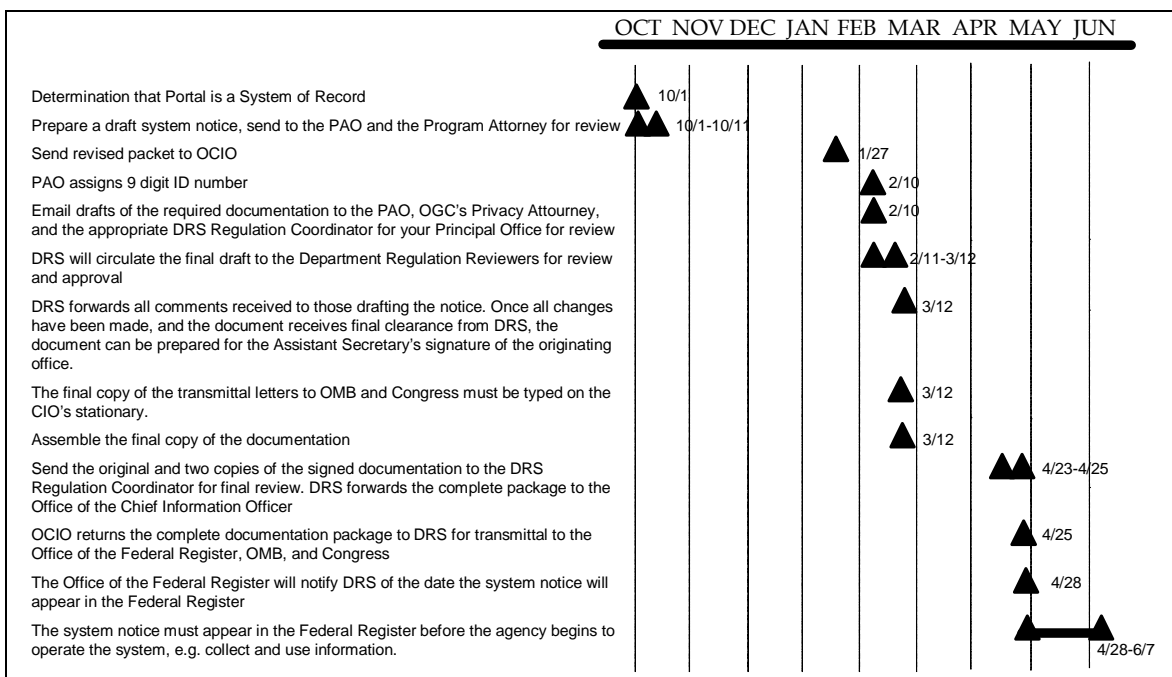 OCT NOV DEC JAN FEB MAR APR MAY JUN
Determination that Portal is a System of Record
10/1
Prepare a draft system notice, send to the PAO and the Program Attorney for review
10/1-10/11
Send revised packet to OCIO
1/27
PAO assigns 9 digit ID number
2/10
Email drafts of the required documentation to the PAO, OGC's Privacy Attourney,
and the appropriate DRS Regulation Coordinator for your Principal Office for review
2/10
DRS will circulate the final draft to the Department Regulation Reviewers for review
and approval
2/11-3/12
DRS forwards all comments received to those drafting the notice. Once all changes
have been made, and the document receives final clearance from DRS, the
document can be prepared for the Assistant Secretary's signature of the originating
office.
3/12
The final copy of the transmittal letters to OMB and Congress must be typed on the
CIO's stationary.
3/12
Assemble the final copy of the documentation
3/12
Send the original and two copies of the signed documentation to the DRS
Regulation Coordinator for final review. DRS forwards the complete package to the
Office of the Chief Information Officer
4/23-4/25
OCIO returns the complete documentation package to DRS for transmittal to the
Office of the Federal Register, OMB, and Congress
4/25
The Office of the Federal Register will notify DRS of the date the system notice will
appear in the Federal Register
4/28
The system notice must appear in the Federal Register before the agency begins to
operate the system, e.g. collect and use information.
4/28-6/7